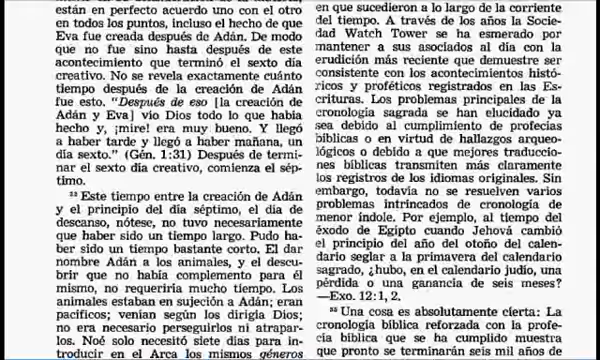 están en perfecto acuerdo uno con el otro
en todos los puntos, incluso el hecho de que
Eva fue creada después de Adán. De modo
que no fue sino hasta después de este
acontecimiento que terminó el sexto día
creativo. No se revela exactamente cuánto
tiempo después de la creación de Adán
fue esto. “Después de eso [la creación de
Adán y Eva] vio Dios todo lo que había
hecho y, ¡mire! era muy bueno. Y llegó
a haber tarde y llegó a haber mañana, un
día sexto.” (Gén. 1:31) Después de termi-
nar el sexto día creativo, comienza el sép-
timo.
³³ Este tiempo entre la creación de Adán
y el principio del día séptimo, el día de
descanso, nótese, no tuvo necesariamente
que haber sido un tiempo largo. Pudo ha-
ber sido un tiempo bastante corto. El dar
nombre Adán a los animales, y el descu-
brir que no había complemento para él
mismo, no requeriría mucho tiempo. Los
animales estaban en sujeción a Adán; eran
pacíficos; venían según los dirigía Dios;
no era necesario perseguirlos ni atrapar-
los. Noé solo necesitó siete días para in-
troducir en el Arca los mismos géneros
en que sucedieron a lo largo de la corriente
del tiempo. A través de los años la Socie-
dad Watch Tower se ha esmerado por
mantener a sus asociados al día con la
erudición más reciente que demuestre ser
consistente con los acontecimientos histó-
ricos y proféticos registrados en las Es-
crituras. Los problemas principales de la
cronología sagrada se han elucidado ya
sea debido al cumplimiento de profecías
bíblicas o en virtud de hallazgos arqueo-
lógicos o debido a que mejores traduccio-
nes bíblicas transmiten más claramente
los registros de los idiomas originales. Sin
embargo, todavía no se resuelven varios
problemas intrincados de cronología de
menor índole. Por ejemplo, al tiempo del
éxodo de Egipto cuando Jehová cambió
el principio del año del otoño del calen-
dario seglar a la primavera del calendario
sagrado, ¿hubo, en el calendario judío, una
pérdida o una ganancia de seis meses?
—Exo. 12:1, 2.
³⁵ Una cosa es absolutamente cierta: La
cronología bíblica reforzada con la profe-
cía bíblica que se ha cumplido muestra
que pronto se terminarán seis mil años de